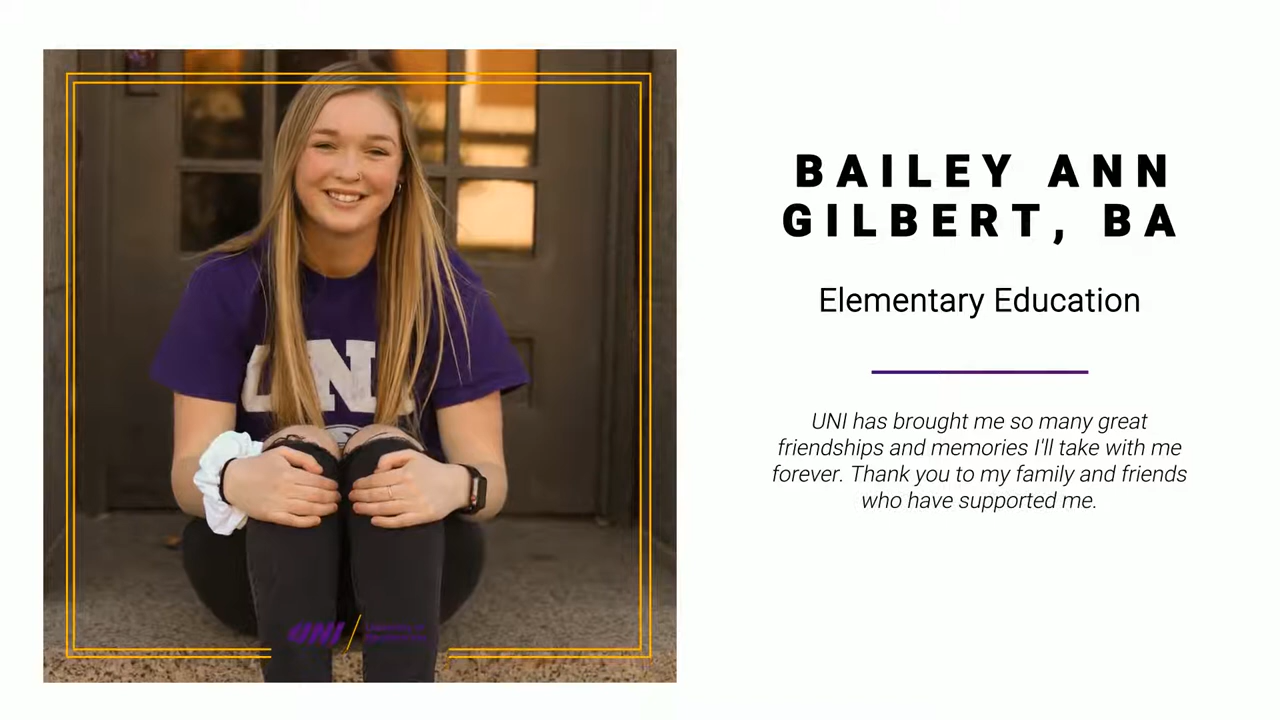 BAILEY ANN
GILBERT, BA
Elementary Education
UNI has brought me so many great
friendships and memories I'll take with me
forever. Thank you to my family and friends
who have supported me.
UNI
UNI